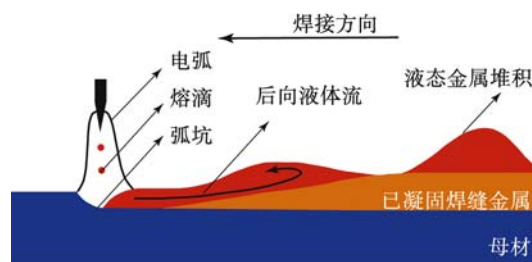 焊接方向
电弧
熔滴
弧坑
后向液体流
液态金属堆积
已凝固焊缝金属
母材